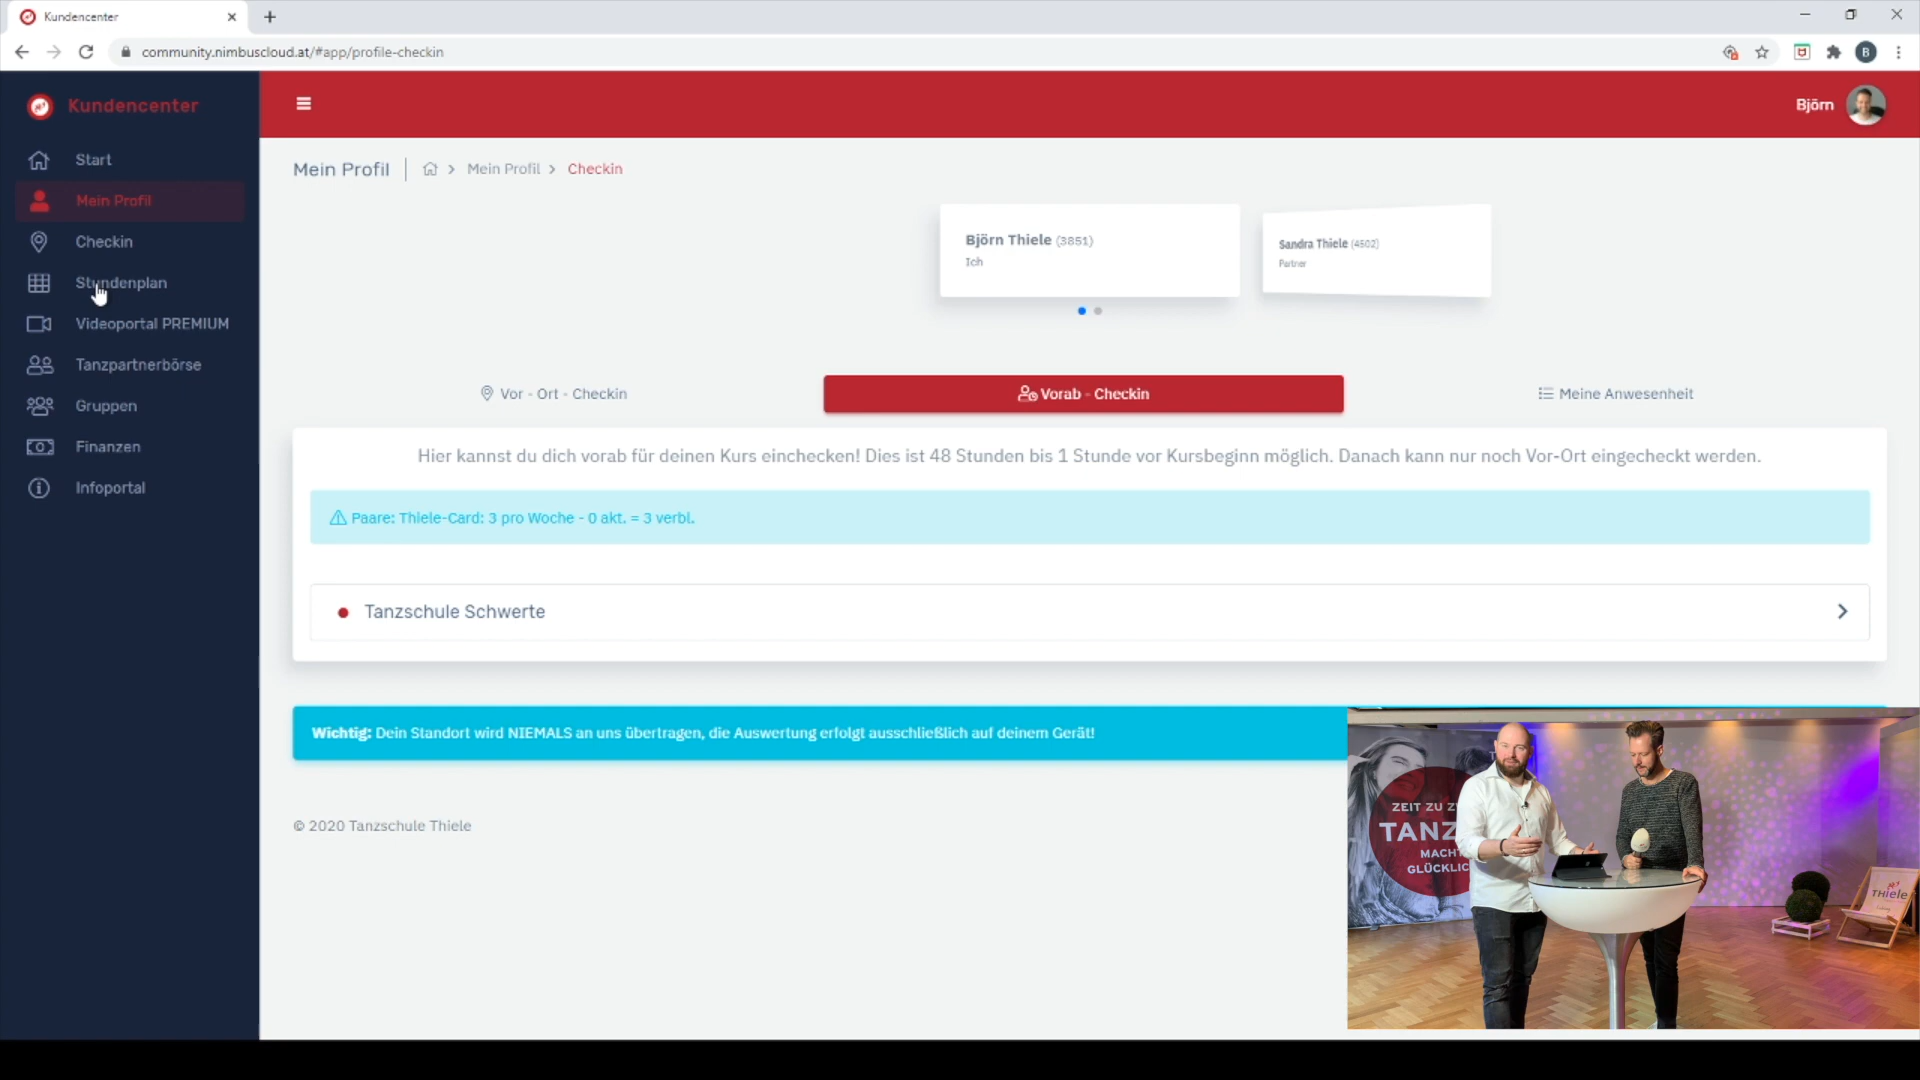 Kundencenter
community.nimbuscloud.at/#app/profile-checkin
B
Kundencenter
Björn
Start
Mein Profil
Checkin
Stundenplan
Videoportal PREMIUM
Tanzpartnerbörse
Gruppen
Finanzen
Infoportal
Mein Profil
Mein Profil
Checkin
Björn Thiele (3851)
Ich
Sandra Thiele (4502)
Partner
Vor - Ort - Checkin
Vorab - Checkin
Meine Anwesenheit
Hier kannst du dich vorab für deinen Kurs einchecken! Dies ist 48 Stunden bis 1 Stunde vor Kursbeginn möglich. Danach kann nur noch Vor-Ort eingecheckt werden.
Paare: Thiele-Card: 3 pro Woche - 0 akt. = 3 verbl.
Tanzschule Schwerte
Wichtig: Dein Standort wird NIEMALS an uns übertragen, die Auswertung erfolgt ausschließlich auf deinem Gerät!
© 2020 Tanzschule Thiele
ZEIT ZU Z
TANZ
MACHT
GLÜCKLIC
THiele